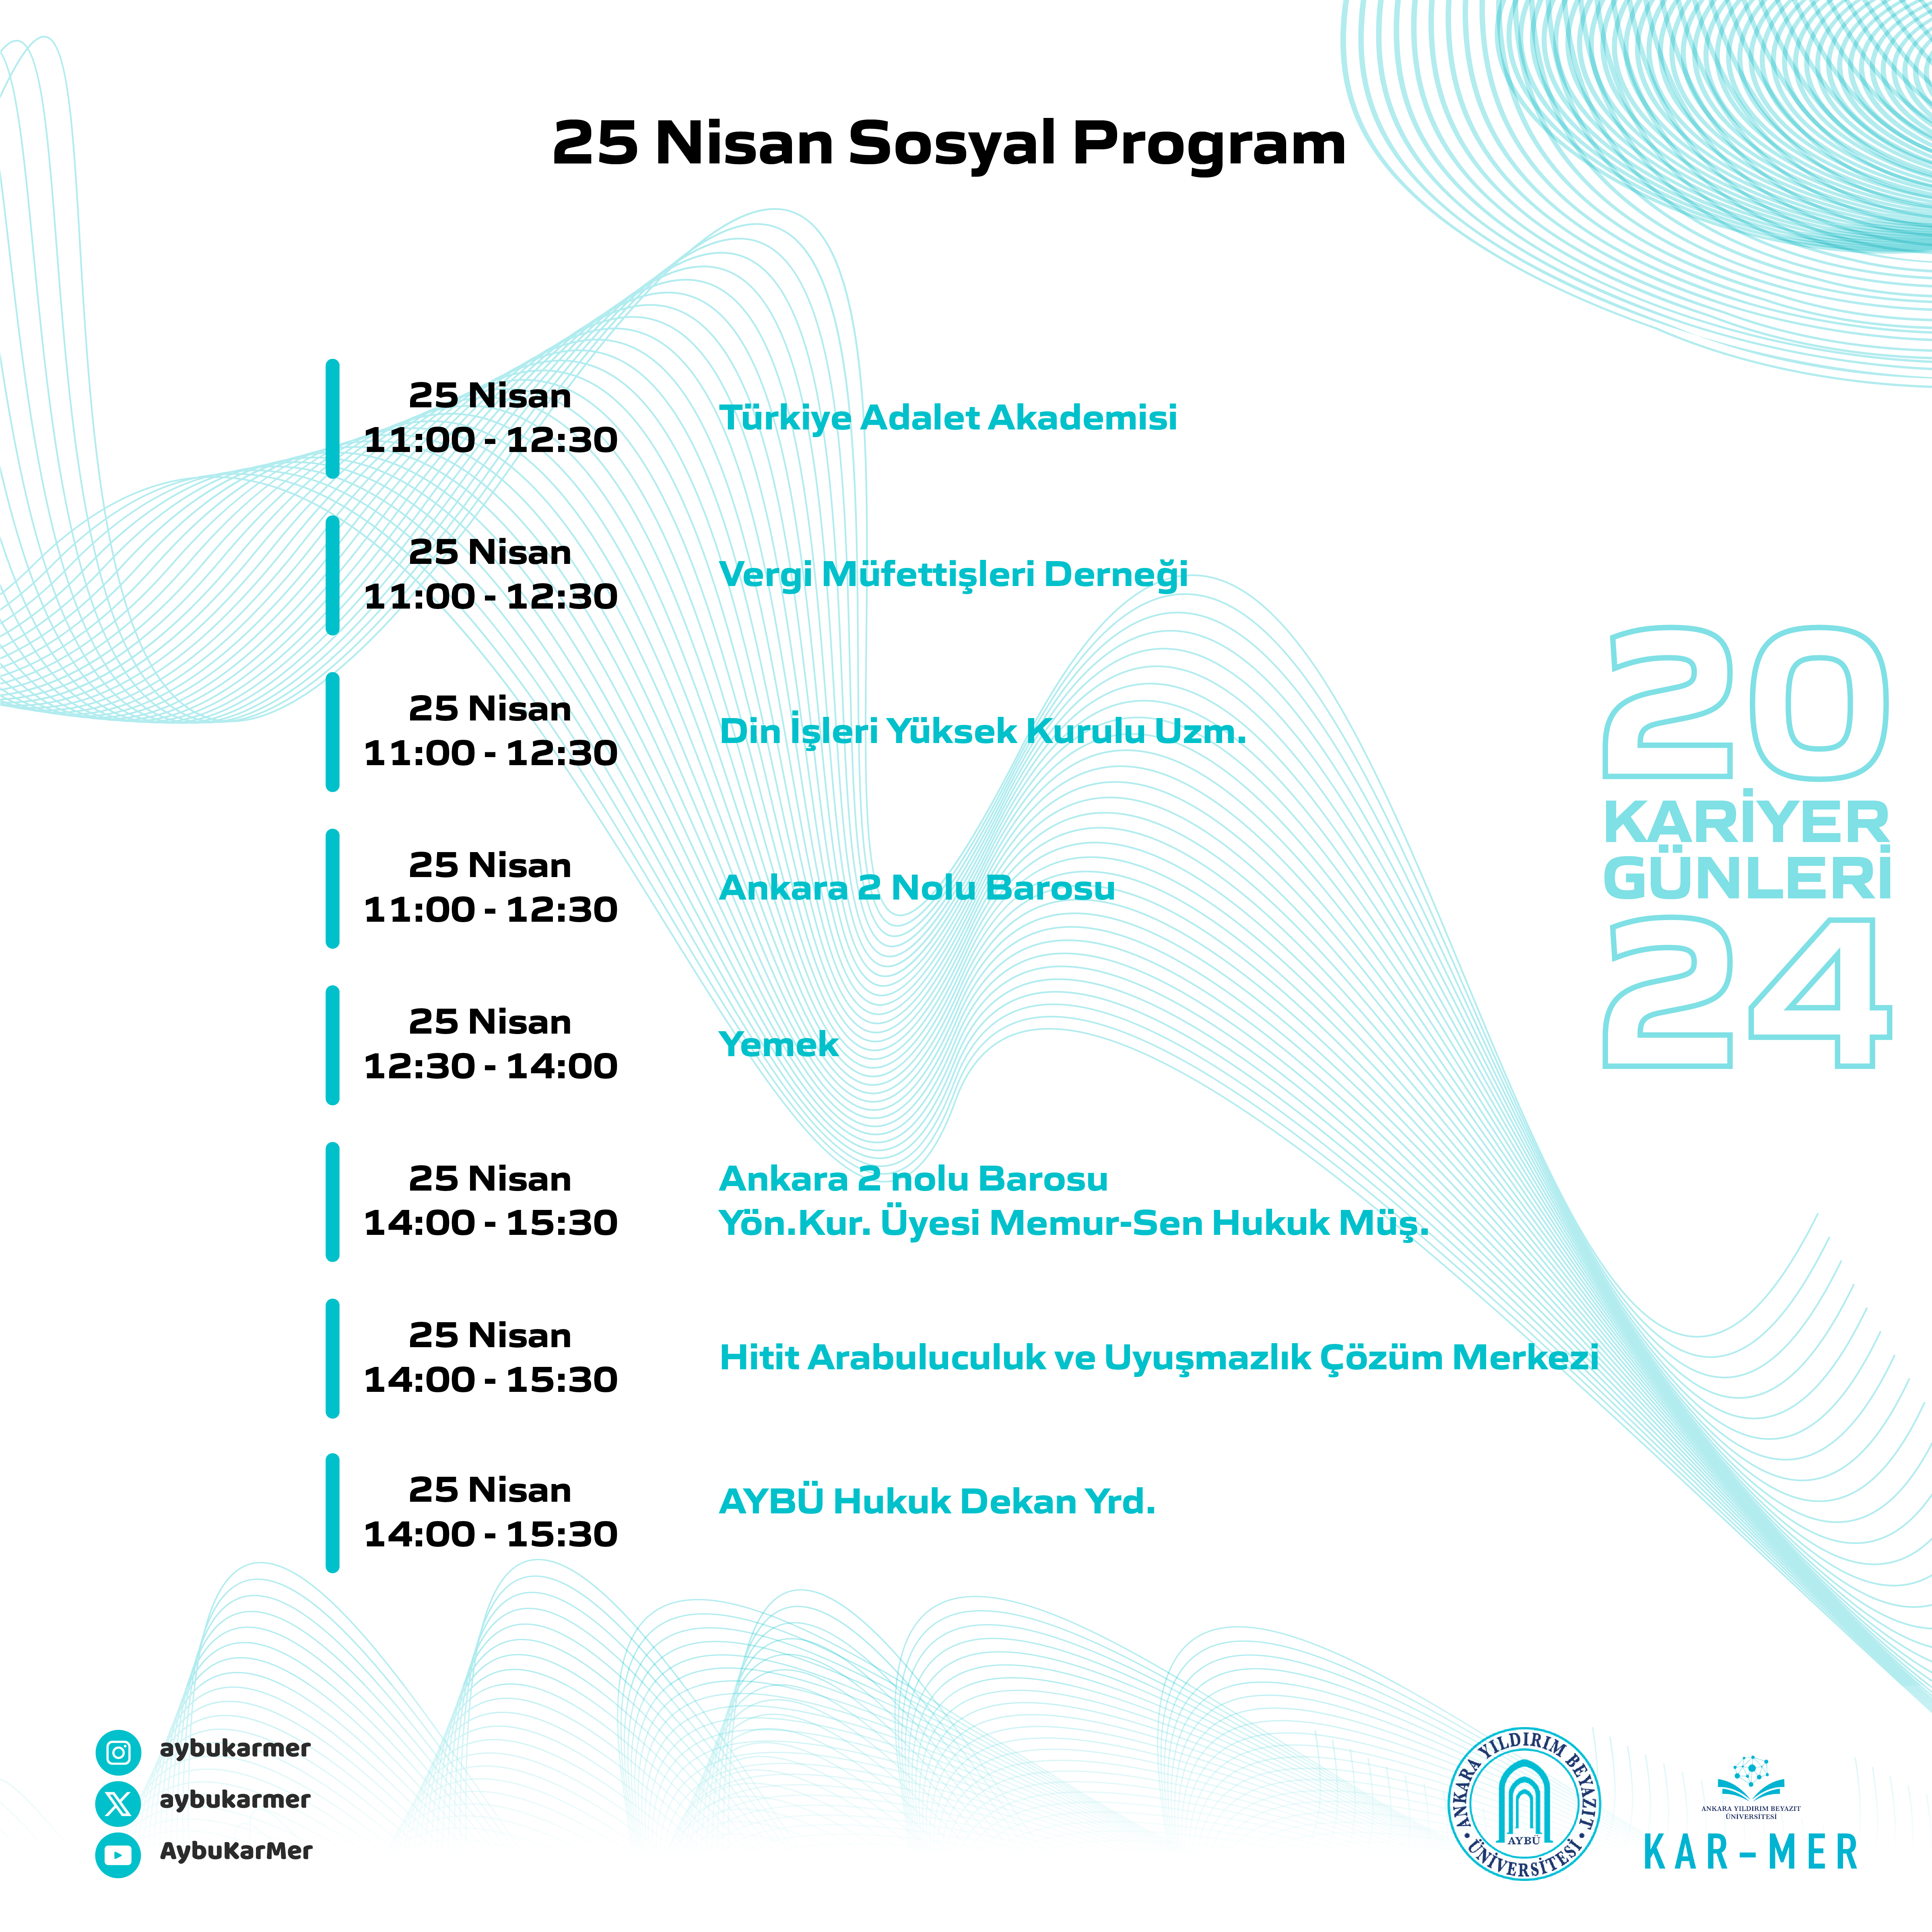 25 Nisan Sosyal Program
25 Nisan
11:00 - 12:30
Türkiye Adalet Akademisi
25 Nisan
11:00 - 12:30
Vergi Müfettişleri Derneği
25 Nisan
11:00 - 12:30
Din İşleri Yüksek Kurulu Uzm.
25 Nisan
11:00 - 12:30
Ankara 2 Nolu Barosu
25 Nisan
12:30 - 14:00
Yemek
25 Nisan
14:00 - 15:30
Ankara 2 nolu Barosu
Yön.Kur. Üyesi Memur-Sen Hukuk Müş.
25 Nisan
14:00 - 15:30
Hitit Arabuluculuk ve Uyuşmazlık Çözüm Merkezi
25 Nisan
14:00 - 15:30
AYBÜ Hukuk Dekan Yrd.
20
KARİYER
GÜNLERİ
24
aybukarmer
aybukarmer
AybuKarMer
ANKARA YILDIRIM BEYAZIT
ÜNİVERSİTESİ
AYBÜ
ANKARA YILDIRIM BEYAZIT
ÜNİVERSİTESİ
KAR-MER